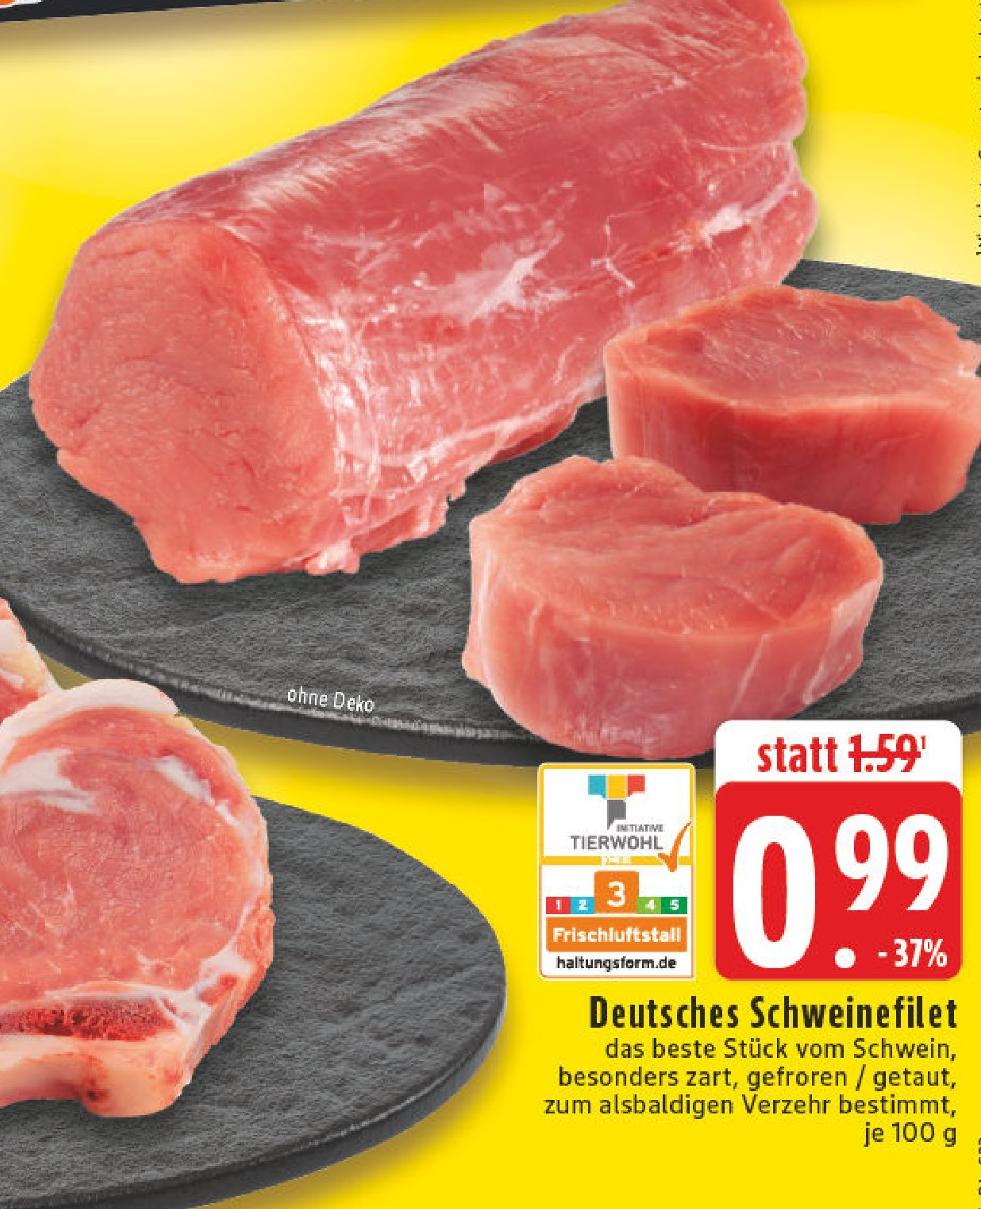 ohne Deko
statt 1.59¹
0.99
- 37%
INITIATIVE
TIERWOHL
1 2 3 4 5
Frischluftstall
haltungsform.de
Deutsches Schweinefilet
das beste Stück vom Schwein,
besonders zart, gefroren / getaut,
zum alsbaldigen Verzehr bestimmt,
je 100 g